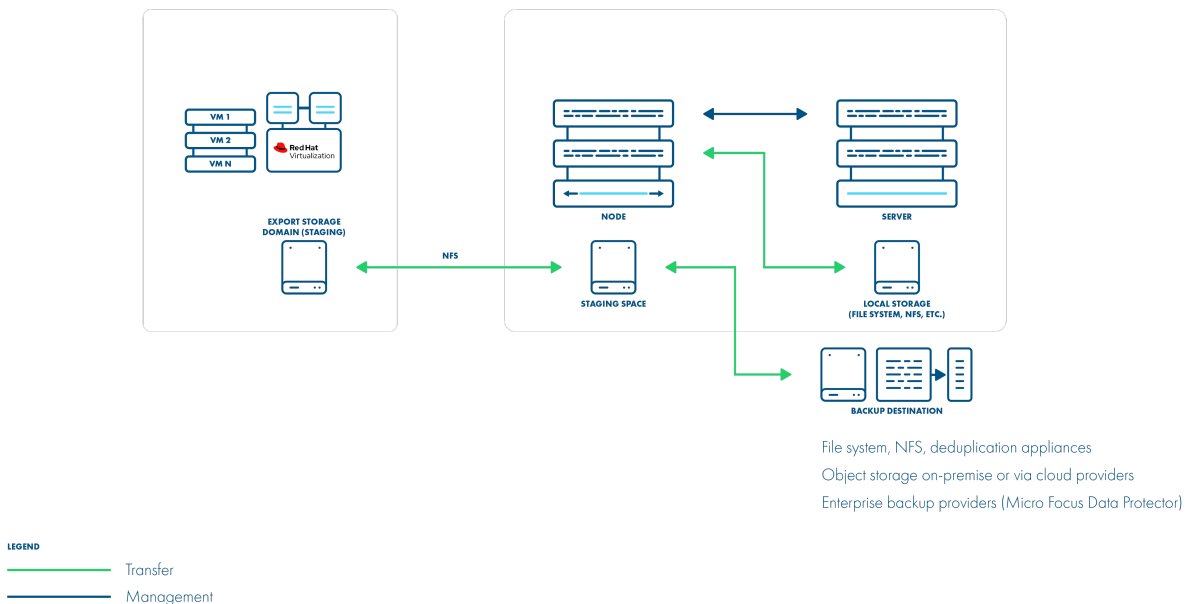 VM 1
VM 2
VM N
Red Hat
Virtualization
EXPORT STORAGE
DOMAIN (STAGING)
NFS
NODE
SERVER
STAGING SPACE
LOCAL STORAGE
(FILE SYSTEM, NFS, ETC.)
BACKUP DESTINATION
File system, NFS, deduplication appliances
Object storage on-premise or via cloud providers
Enterprise backup providers (Micro Focus Data Protector)
LEGEND
Transfer
Management